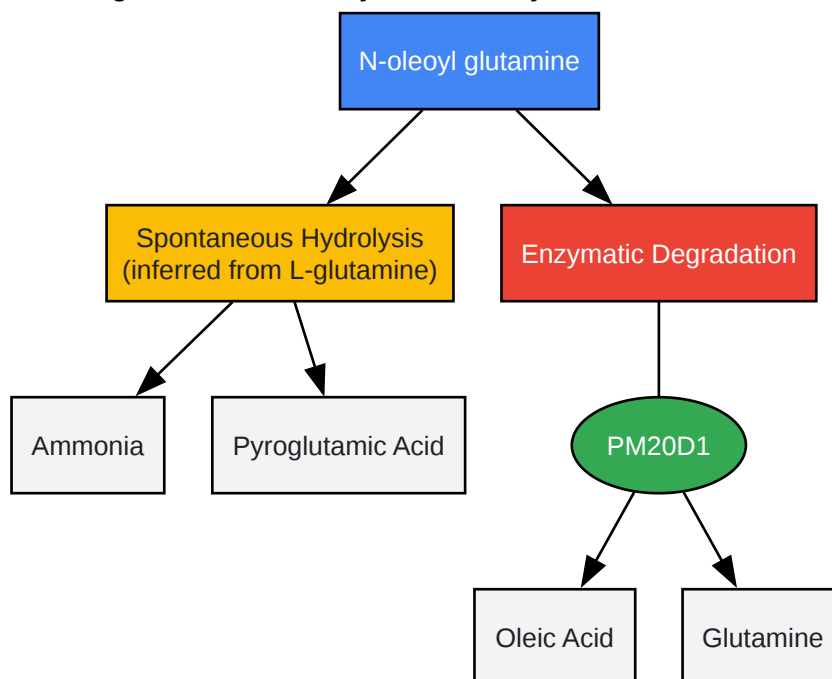 N-oleoyl glutamine
Spontaneous Hydrolysis
(inferred from L-glutamine)
Enzymatic Degradation
Ammonia
Pyroglutamic Acid
PM20D1
Oleic Acid
Glutamine